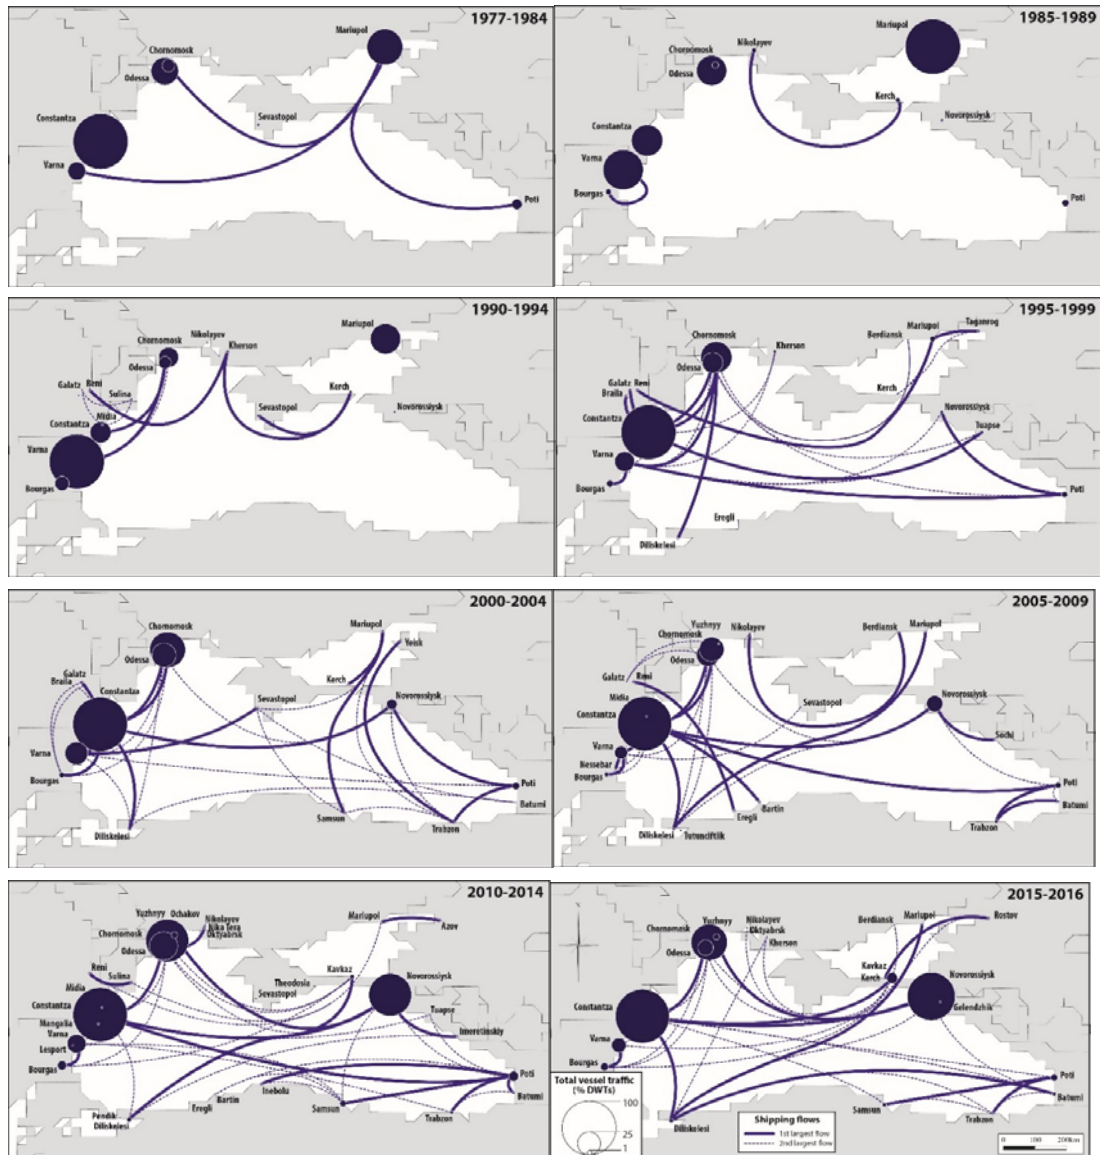 1977-1984
Mariupol
Chornomosk
Odessa
Sevastopol
Constantza
Varna
Poti
1985-1989
Mariupol
Nikolayev
Chornomosk
Odessa
Kerch
Novorossiysk
Constantza
Varna
Bourgas
Poti
1990-1994
Mariupol
Nikolayev
Chornomosk
Kherson
Odessa
Galatz
Reni
Sulina
Kerch
Midia
Sevastopol
Novorossiysk
Constantza
Varna
Bourgas
1995-1999
Taganrog
Mariupol
Berdiansk
Chornomosk
Kherson
Odessa
Galatz
Reni
Kerch
Braila
Constantza
Novorossiysk
Tuapse
Varna
Bourgas
Poti
Eregli
Diliskelesi
2000-2004
Mariupol
Chornomosk
Yeisk
Odessa
Galatz
Braila
Kerch
Constantza
Sevastopol
Novorossiysk
Varna
Bourgas
Poti
Batumi
Samsun
Trabzon
Diliskelesi
2005-2009
Yuzhnyy
Nikolayev
Berdiansk
Mariupol
Chornomosk
Odessa
Galatz
Reni
Midia
Sevastopol
Novorossiysk
Constantza
Sochi
Varna
Nessebar
Bourgas
Poti
Batumi
Bartin
Eregli
Trabzon
Diliskelesi
Tutunciftlik
2010-2014
Yuzhnyy
Ochakov
Nikolayev
Nika Tera
Oktyabrsk
Mariupol
Azov
Chornomosk
Odessa
Reni
Sulina
Kavkaz
Midia
Theodosia
Novorossiysk
Sevastopol
Constantza
Tuapse
Mangalia
Varna
Imeretinskiy
Lesport
Bourgas
Poti
Batumi
Inebolu
Bartin
Eregli
Samsun
Trabzon
Pendik
Diliskelesi
2015-2016
Yuzhnyy
Nikolayev
Oktyabrsk
Berdiansk
Mariupol
Rostov
Chornomosk
Kherson
Odessa
Kavkaz
Kerch
Novorossiysk
Constantza
Gelendzhik
Varna
Bourgas
Poti
Batumi
Samsun
Trabzon
Diliskelesi
Total vessel traffic
(% DWTs)
100
25
1
Shipping flows
1st largest flow
2nd largest flow
0 100 200km